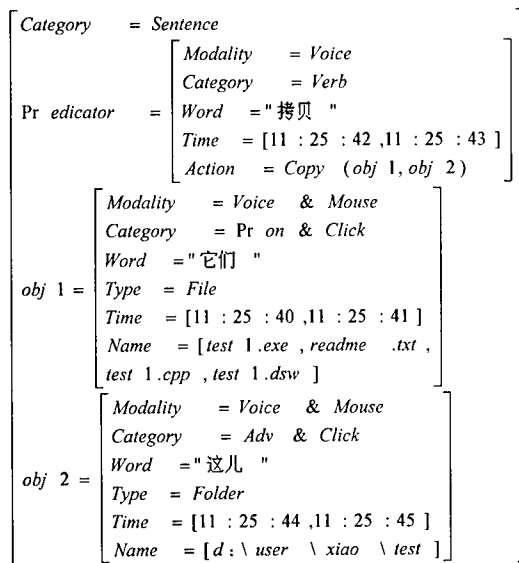 Category = Sentence
Modality = Voice
Category = Verb
Pr edicator = Word = " 拷贝 "
Time = [11 : 25 : 42 ,11 : 25 : 43 ]
Action = Copy (obj 1, obj 2 )
Modality = Voice & Mouse
Category = Pr on & Click
Word = " 它们 "
obj 1 = Type = File
Time = [11 : 25 : 40 ,11 : 25 : 41 ]
Name = [test 1 .exe , readme .txt ,
test 1 .cpp , test 1 .dsw ]
Modality = Voice & Mouse
Category = Adv & Click
Word = " 这儿 "
obj 2 = Type = Folder
Time = [11 : 25 : 44 ,11 : 25 : 45 ]
Name = [d : \ user \ xiao \ test ]